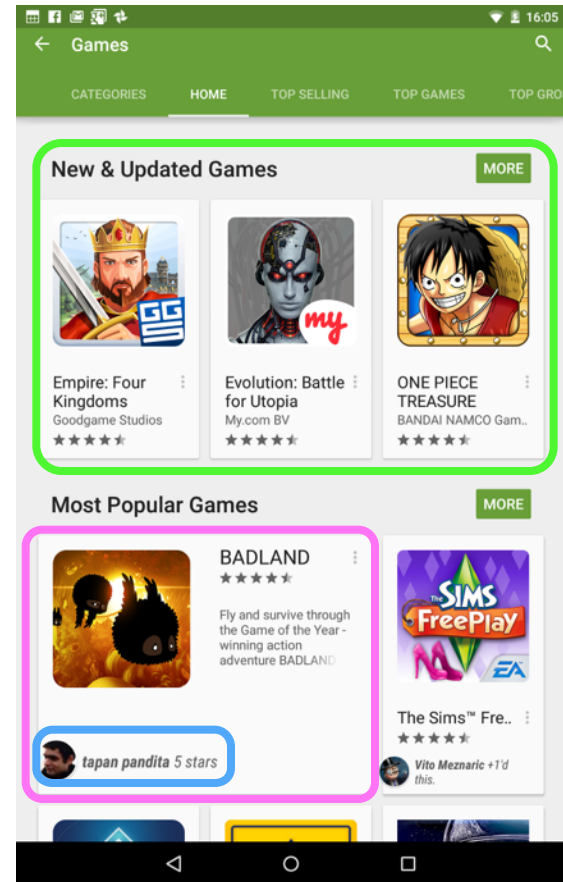 16:05
Games
CATEGORIES HOME TOP SELLING TOP GAMES TOP GRO
New & Updated Games MORE
GGS
my
Empire: Four
Kingdoms
Goodgame Studios
Evolution: Battle
for Utopia
My.com BV
ONE PIECE
TREASURE
BANDAI NAMCO Gam..
Most Popular Games MORE
BADLAND
Fly and survive through
the Game of the Year -
winning action
adventure BADLAND
tapan pandita 5 stars
The SIMS
FreePlay
EA
The Sims™ Fre..
Vito Meznaric +1'd
this.